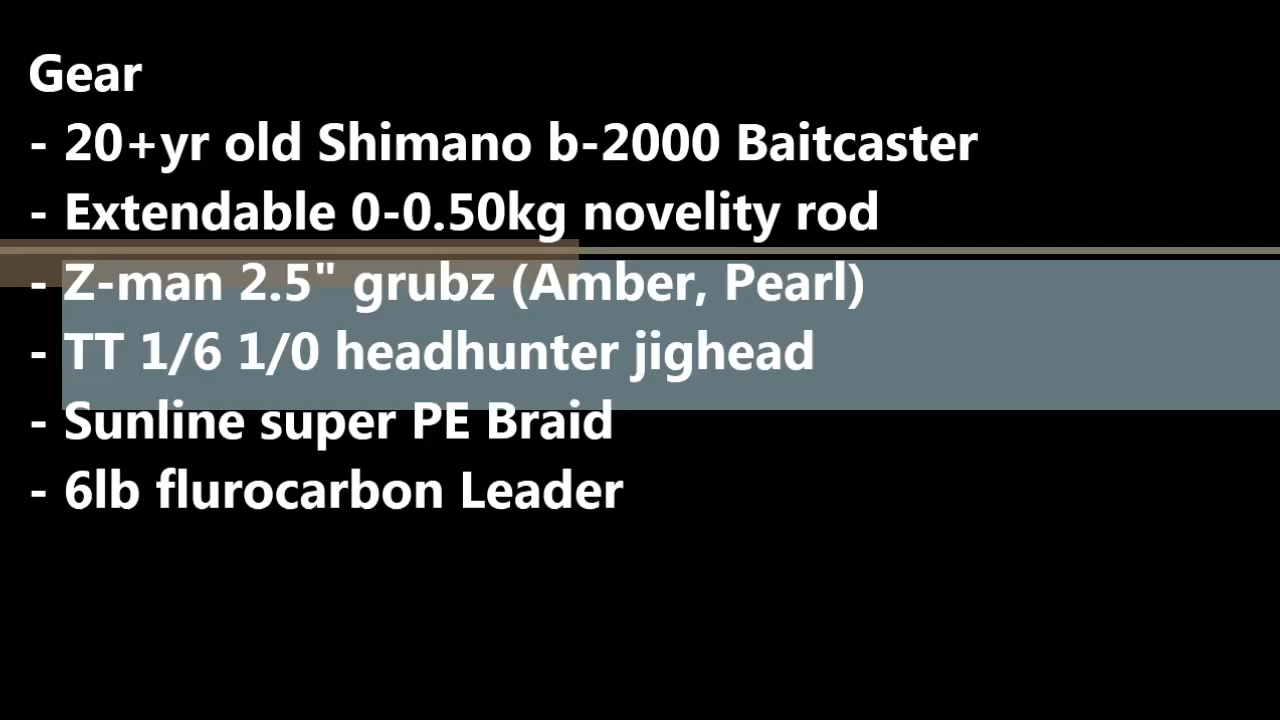 Gear
- 20+yr old Shimano b-2000 Baitcaster
- Extendable 0-0.50kg novelity rod
- Z-man 2.5" grubz (Amber, Pearl)
- TT 1/6 1/0 headhunter jighead
- Sunline super PE Braid
- 6lb flurocarbon Leader